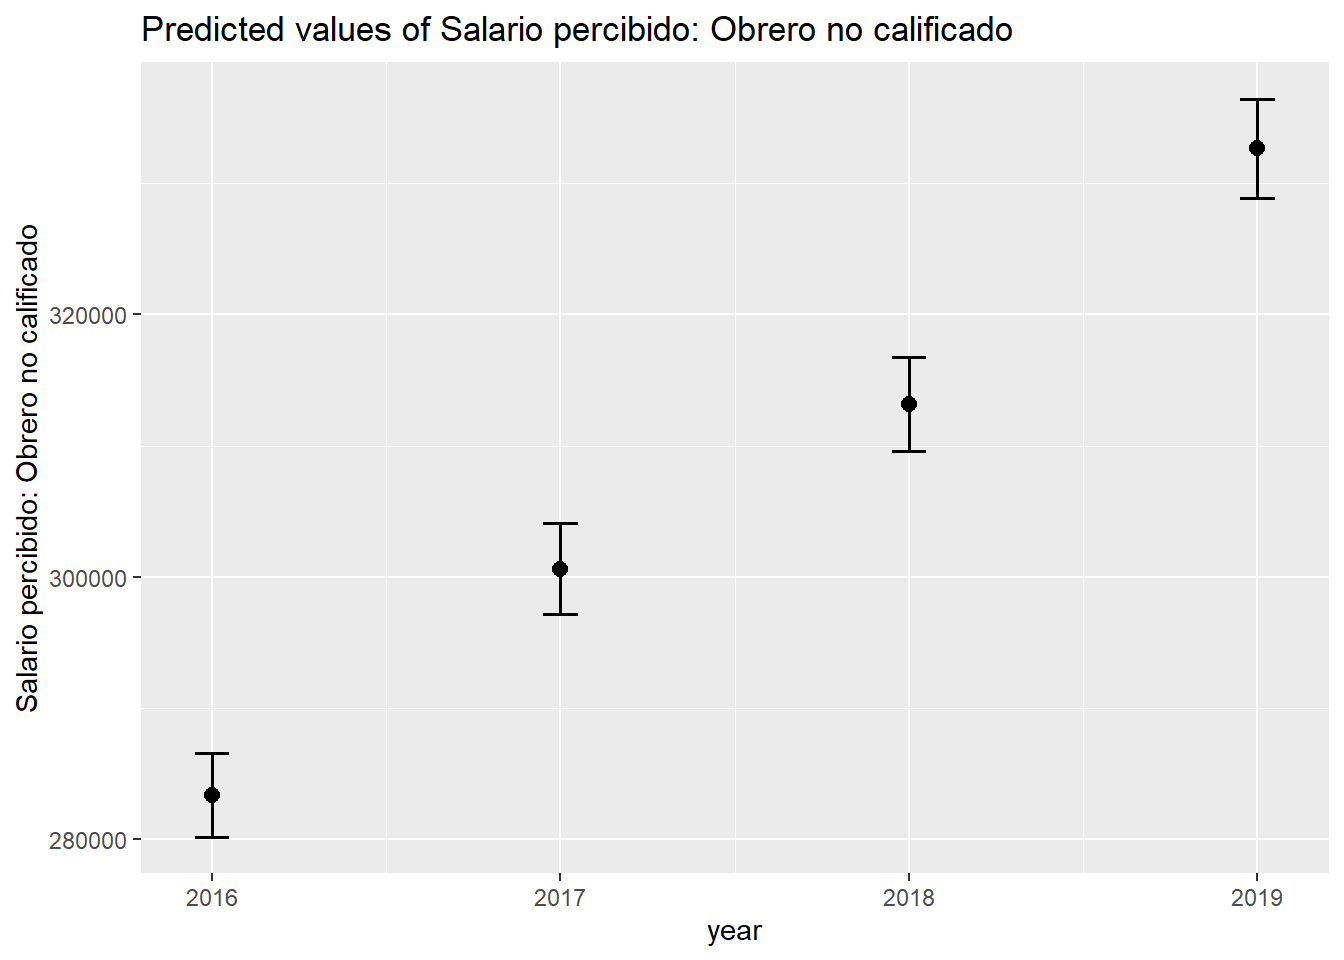 Predicted values of Salario percibido: Obrero no calificado
Salario percibido: Obrero no calificado
320000
300000
280000
2016
2017
2018
2019
year